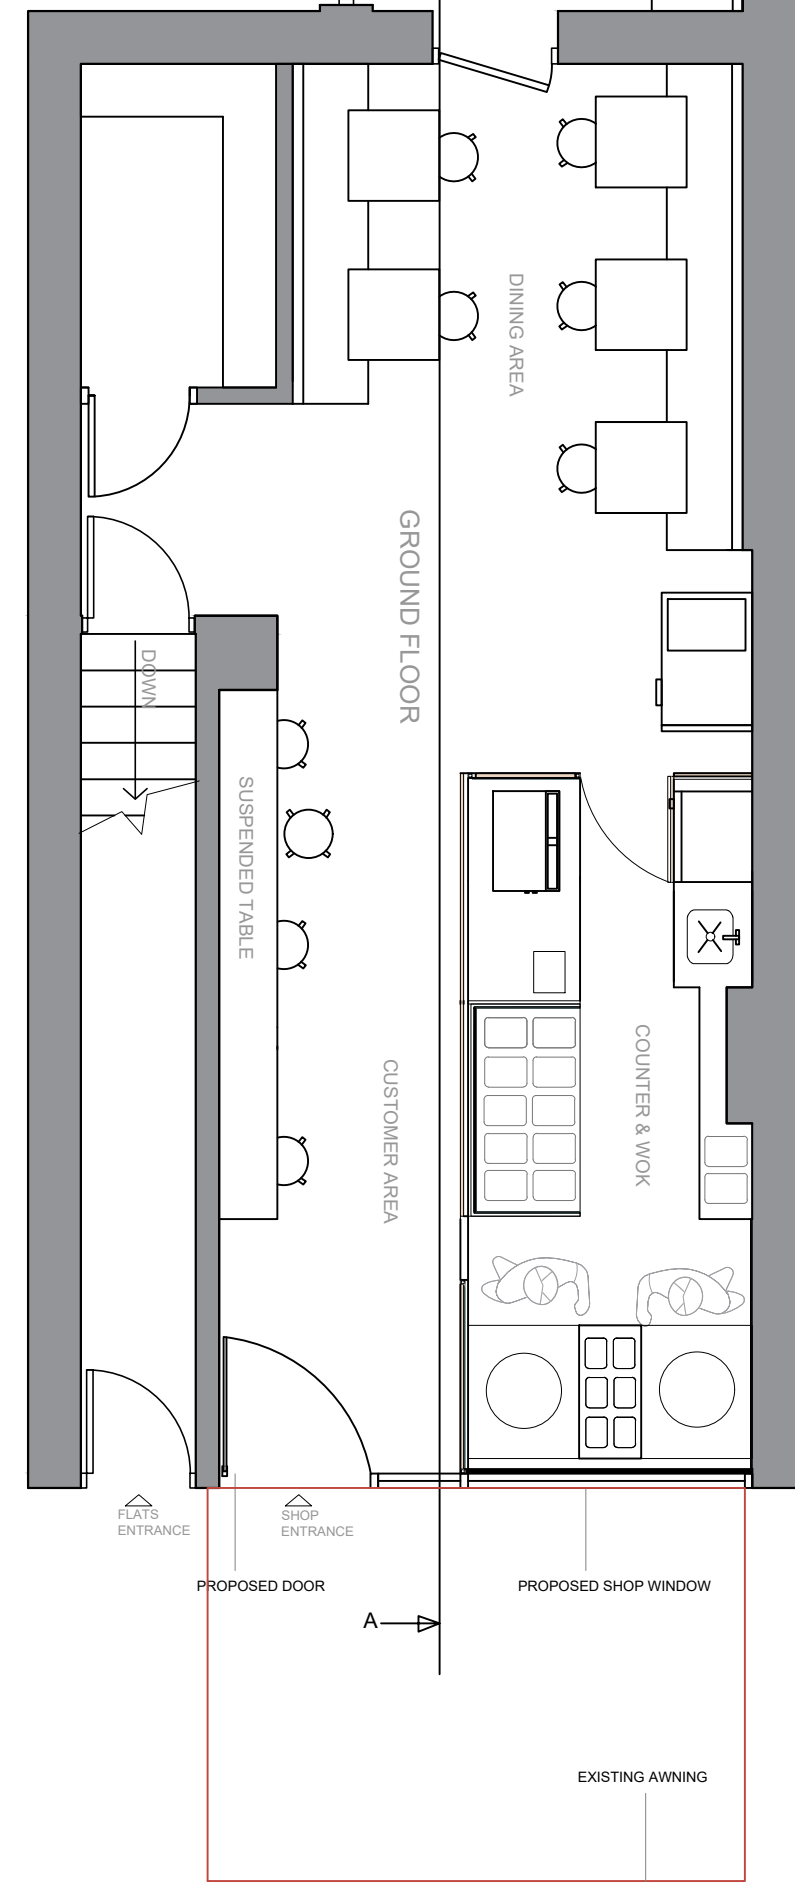 DINING AREA
GROUND FLOOR
DOWN
SUSPENDED TABLE
CUSTOMER AREA
COUNTER & WOK
FLATS
ENTRANCE
SHOP
ENTRANCE
PROPOSED DOOR
PROPOSED SHOP WINDOW
A
EXISTING AWNING